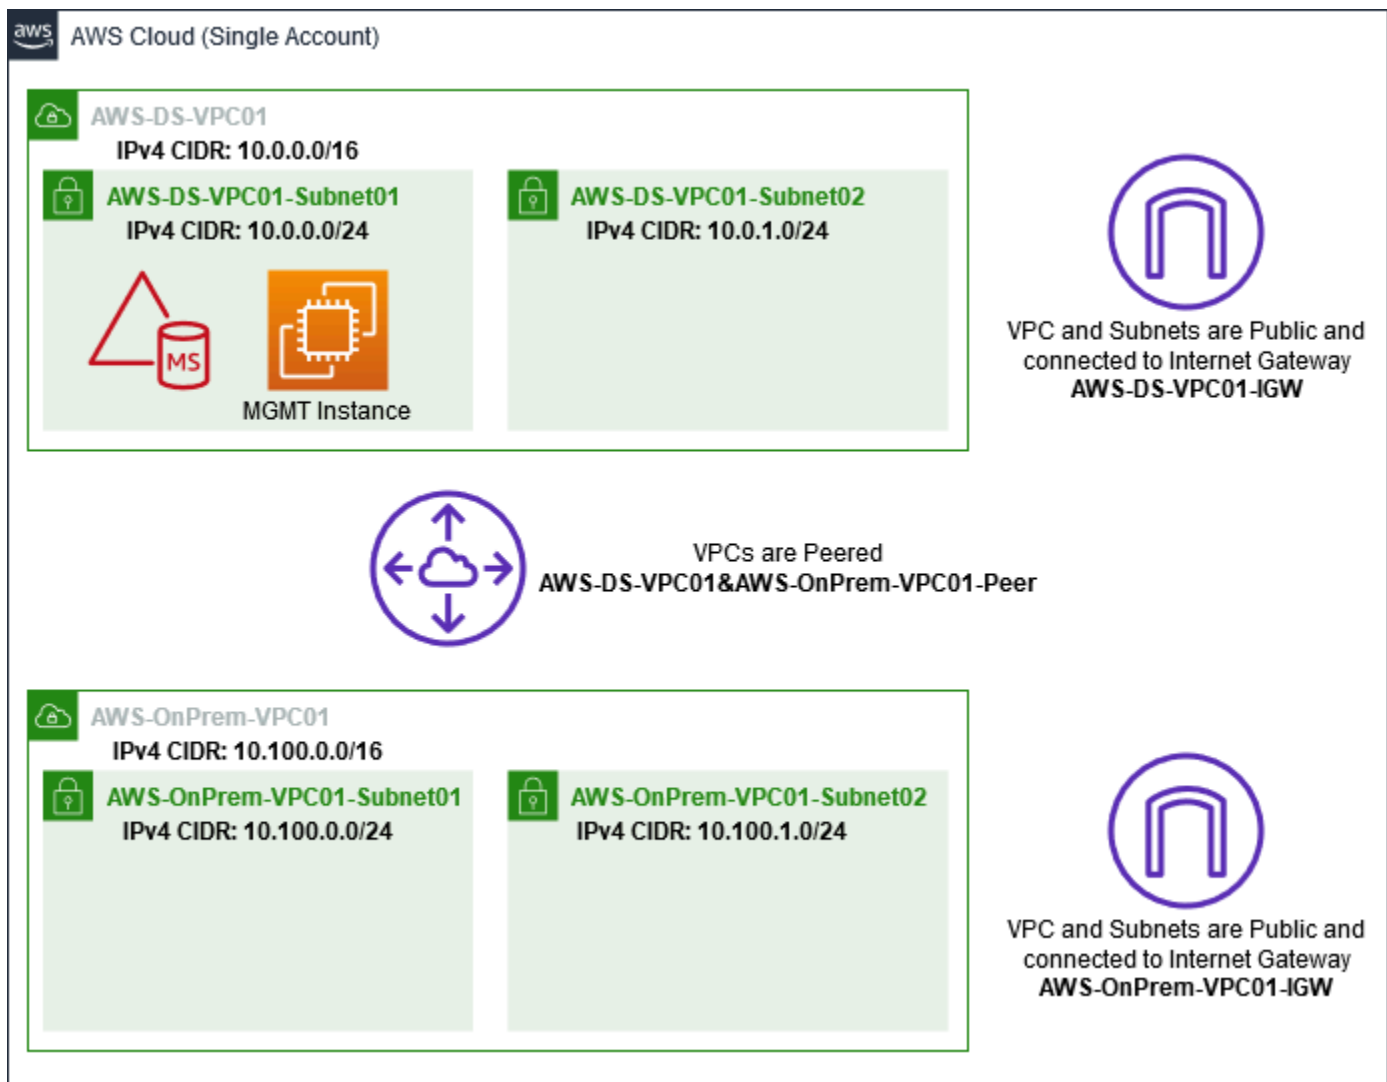 aws
AWS Cloud (Single Account)
AWS-DS-VPC01
IPv4 CIDR: 10.0.0.0/16
AWS-DS-VPC01-Subnet01
IPv4 CIDR: 10.0.0.0/24
MS
MGMT Instance
AWS-DS-VPC01-Subnet02
IPv4 CIDR: 10.0.1.0/24
VPC and Subnets are Public and
connected to Internet Gateway
AWS-DS-VPC01-IGW
VPCs are Peered
AWS-DS-VPC01&AWS-OnPrem-VPC01-Peer
AWS-OnPrem-VPC01
IPv4 CIDR: 10.100.0.0/16
AWS-OnPrem-VPC01-Subnet01
IPv4 CIDR: 10.100.0.0/24
AWS-OnPrem-VPC01-Subnet02
IPv4 CIDR: 10.100.1.0/24
VPC and Subnets are Public and
connected to Internet Gateway
AWS-OnPrem-VPC01-IGW